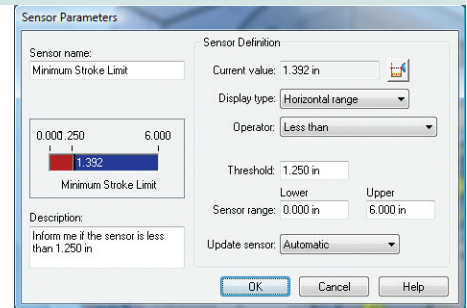 Sensor Parameters
Sensor name:
Minimum Stroke Limit
0.000 1.250 6.000
1.392
Minimum Stroke Limit
Description:
Inform me if the sensor is less
than 1.250 in
Sensor Definition
Current value: 1.392 in
Display type: Horizontal range
Operator: Less than
Threshold: 1.250 in
Lower Upper
Sensor range: 0.000 in 6.000 in
Update sensor: Automatic
OK Cancel Help